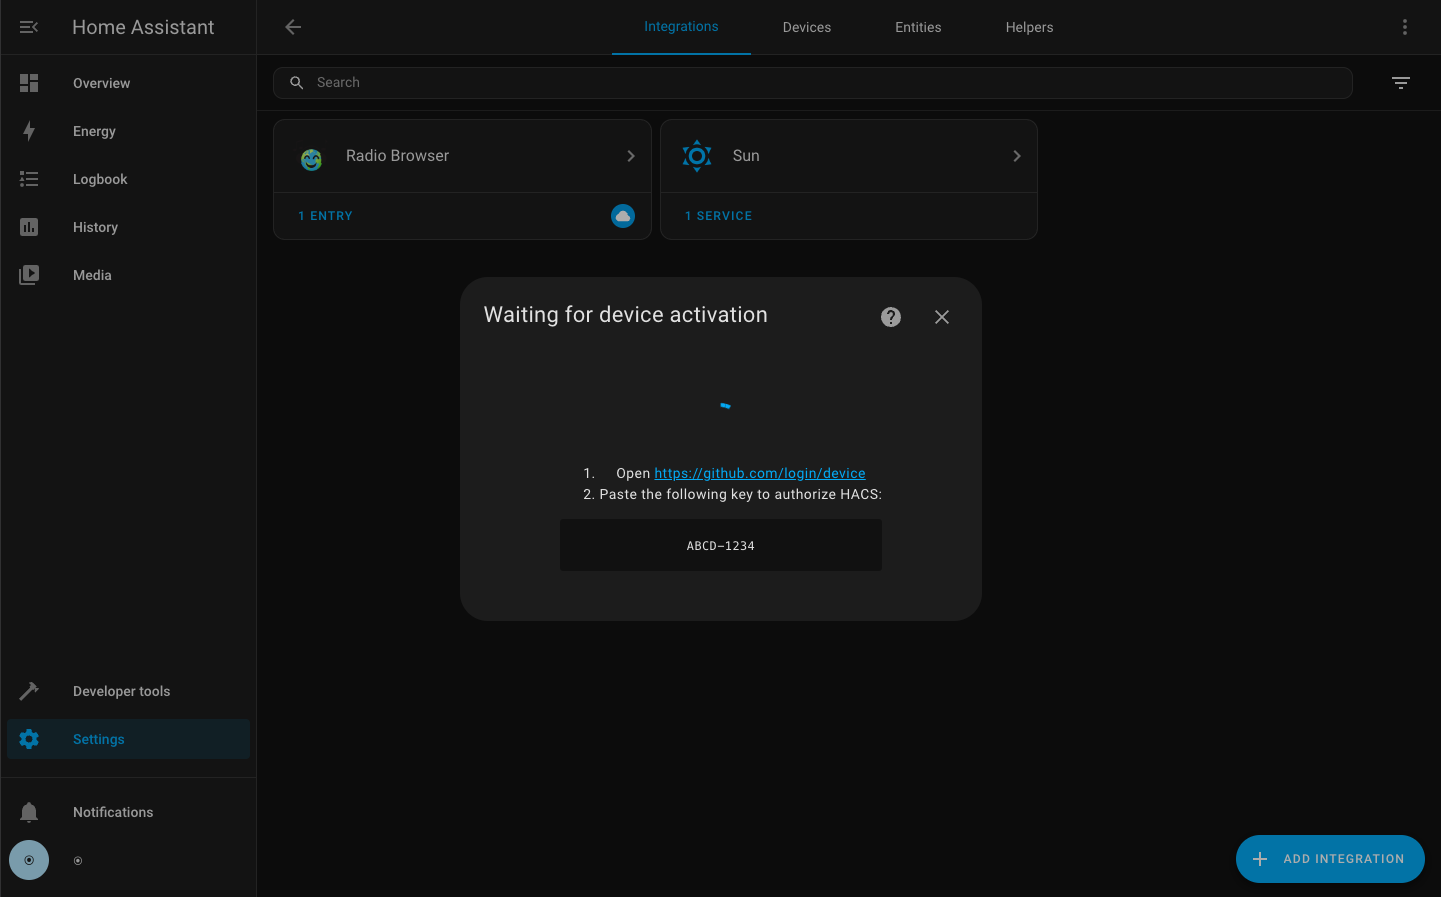 Home Assistant
Integrations
Devices
Entities
Helpers
Overview
Energy
Logbook
History
Media
Search
Radio Browser
1 ENTRY
Sun
1 SERVICE
Waiting for device activation
1. Open https://github.com/login/device
2. Paste the following key to authorize HACS:
ABCD-1234
Developer tools
Settings
Notifications
ADD INTEGRATION